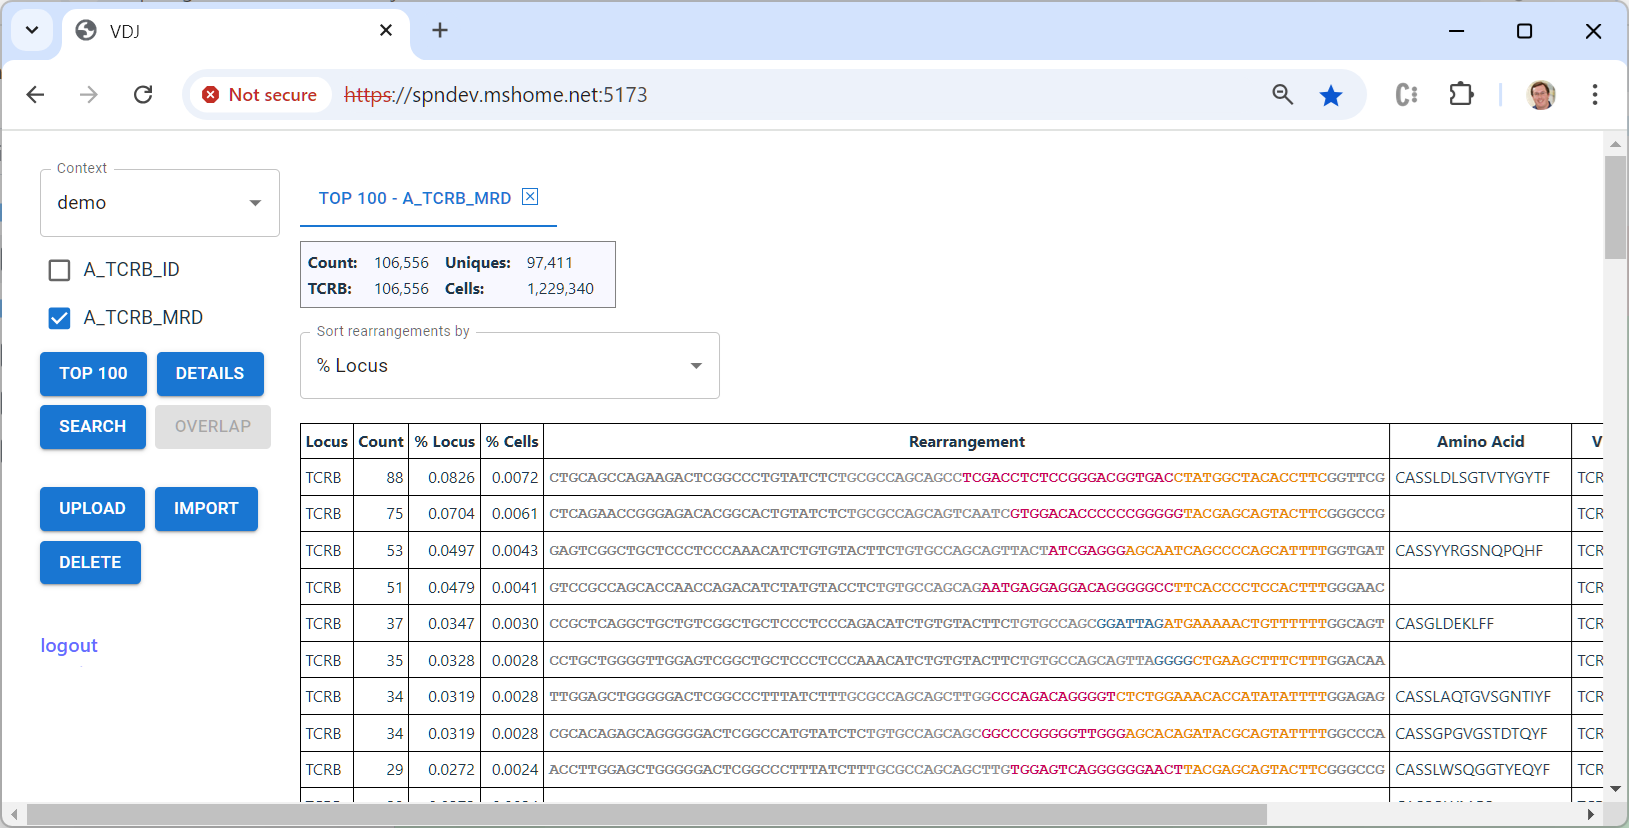 VDJ
Not secure https://spndev.mshome.net:5173
Context
demo
A_TCRB_ID
A_TCRB_MRD
TOP 100 DETAILS
SEARCH OVERLAP
UPLOAD IMPORT
DELETE
logout
TOP 100 - A_TCRB_MRD
Count: 106,556 Uniques: 97,411
TCRB: 106,556 Cells: 1,229,340
Sort rearrangements by
% Locus
Locus Count % Locus % Cells Rearrangement Amino Acid V
TCRB 88 0.0826 0.0072 CTGCAGCCAGAAGACTCGGCCCTGTATCTCTGCGCCAGCAGCCTCGACCTCTCCGGGACGGTGACCTATGGCTACACCTTCGGTTCG CASSLDLSGTVTYGYTF TCR
TCRB 75 0.0704 0.0061 CTCAGAACCGGGAGACACGGCACTGTATCTCTGCGCCAGCAGTCAATCGTGGACACCCCCCGGGGGTACGAGCAGTACTTCGGGCCG TCR
TCRB 53 0.0497 0.0043 GAGTCGGCTGCTCCCTCCCAAACATCTGTGTACTTCTGTGCCAGCAGTTACTATCGAGGGAGCAATCAGCCCCAGCATTTTGGTGAT CASSYYRGSNQPQHF TCR
TCRB 51 0.0479 0.0041 GTCCGCCAGCACCAACCAGACATCTATGTACCTCTGTGCCAGCAGAATGAGGAGGACAGGGGGCCTTCACCCCTCCACTTTGGGAAC TCR
TCRB 37 0.0347 0.0030 CCGCTCAGGCTGCTGTCGGCTGCTCCCTCCCAGACATCTGTGTACTTCTGTGCCAGCGGATTAGATGAAAAACTGTTTTTTGGCAGT CASGLDEKLFF TCR
TCRB 35 0.0328 0.0028 CCTGCTGGGGTTGGAGTCGGCTGCTCCCTCCCAAACATCTGTGTACTTCTGTGCCAGCAGTTAGGGGCTGAAGCTTTCTTTGGACAA TCR
TCRB 34 0.0319 0.0028 TTGGAGCTGGGGGACTCGGCCCTTTATCTTTGCGCCAGCAGCTTGGCCCAGACAGGGGTCTCTGGAAACACCATATATTTTGGAGAG CASSLAQTGVSGNTIYF TCR
TCRB 34 0.0319 0.0028 CGCACAGAGCAGGGGGACTCGGCCATGTATCTCTGTGCCAGCAGCGGCCCGGGGGTTGGGAGCACAGATACGCAGTATTTTGGCCCA CASSGPGVGSTDTQYF TCR
TCRB 29 0.0272 0.0024 ACCTTGGAGCTGGGGGACTCGGCCCTTTATCTTTGCGCCAGCAGCTTGTGGAGTCAGGGGGGAACTTACGAGCAGTACTTCGGGCCG CASSLWSQGGTYEQYF TCR